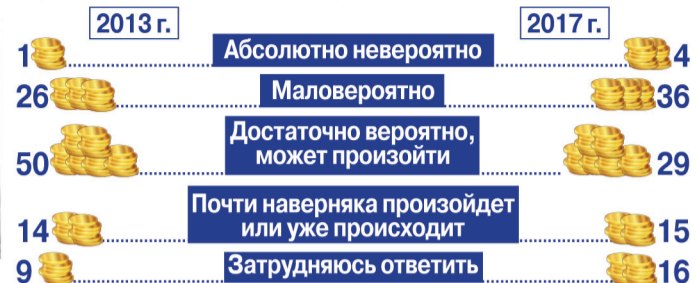 2013 г. 2017 г.
1 Абсолютно невероятно 4
26 Маловероятно 36
Достаточно вероятно,
50 может произойти 29
Почти наверняка произойдет
14 или уже происходит 15
9 Затрудняюсь ответить 16